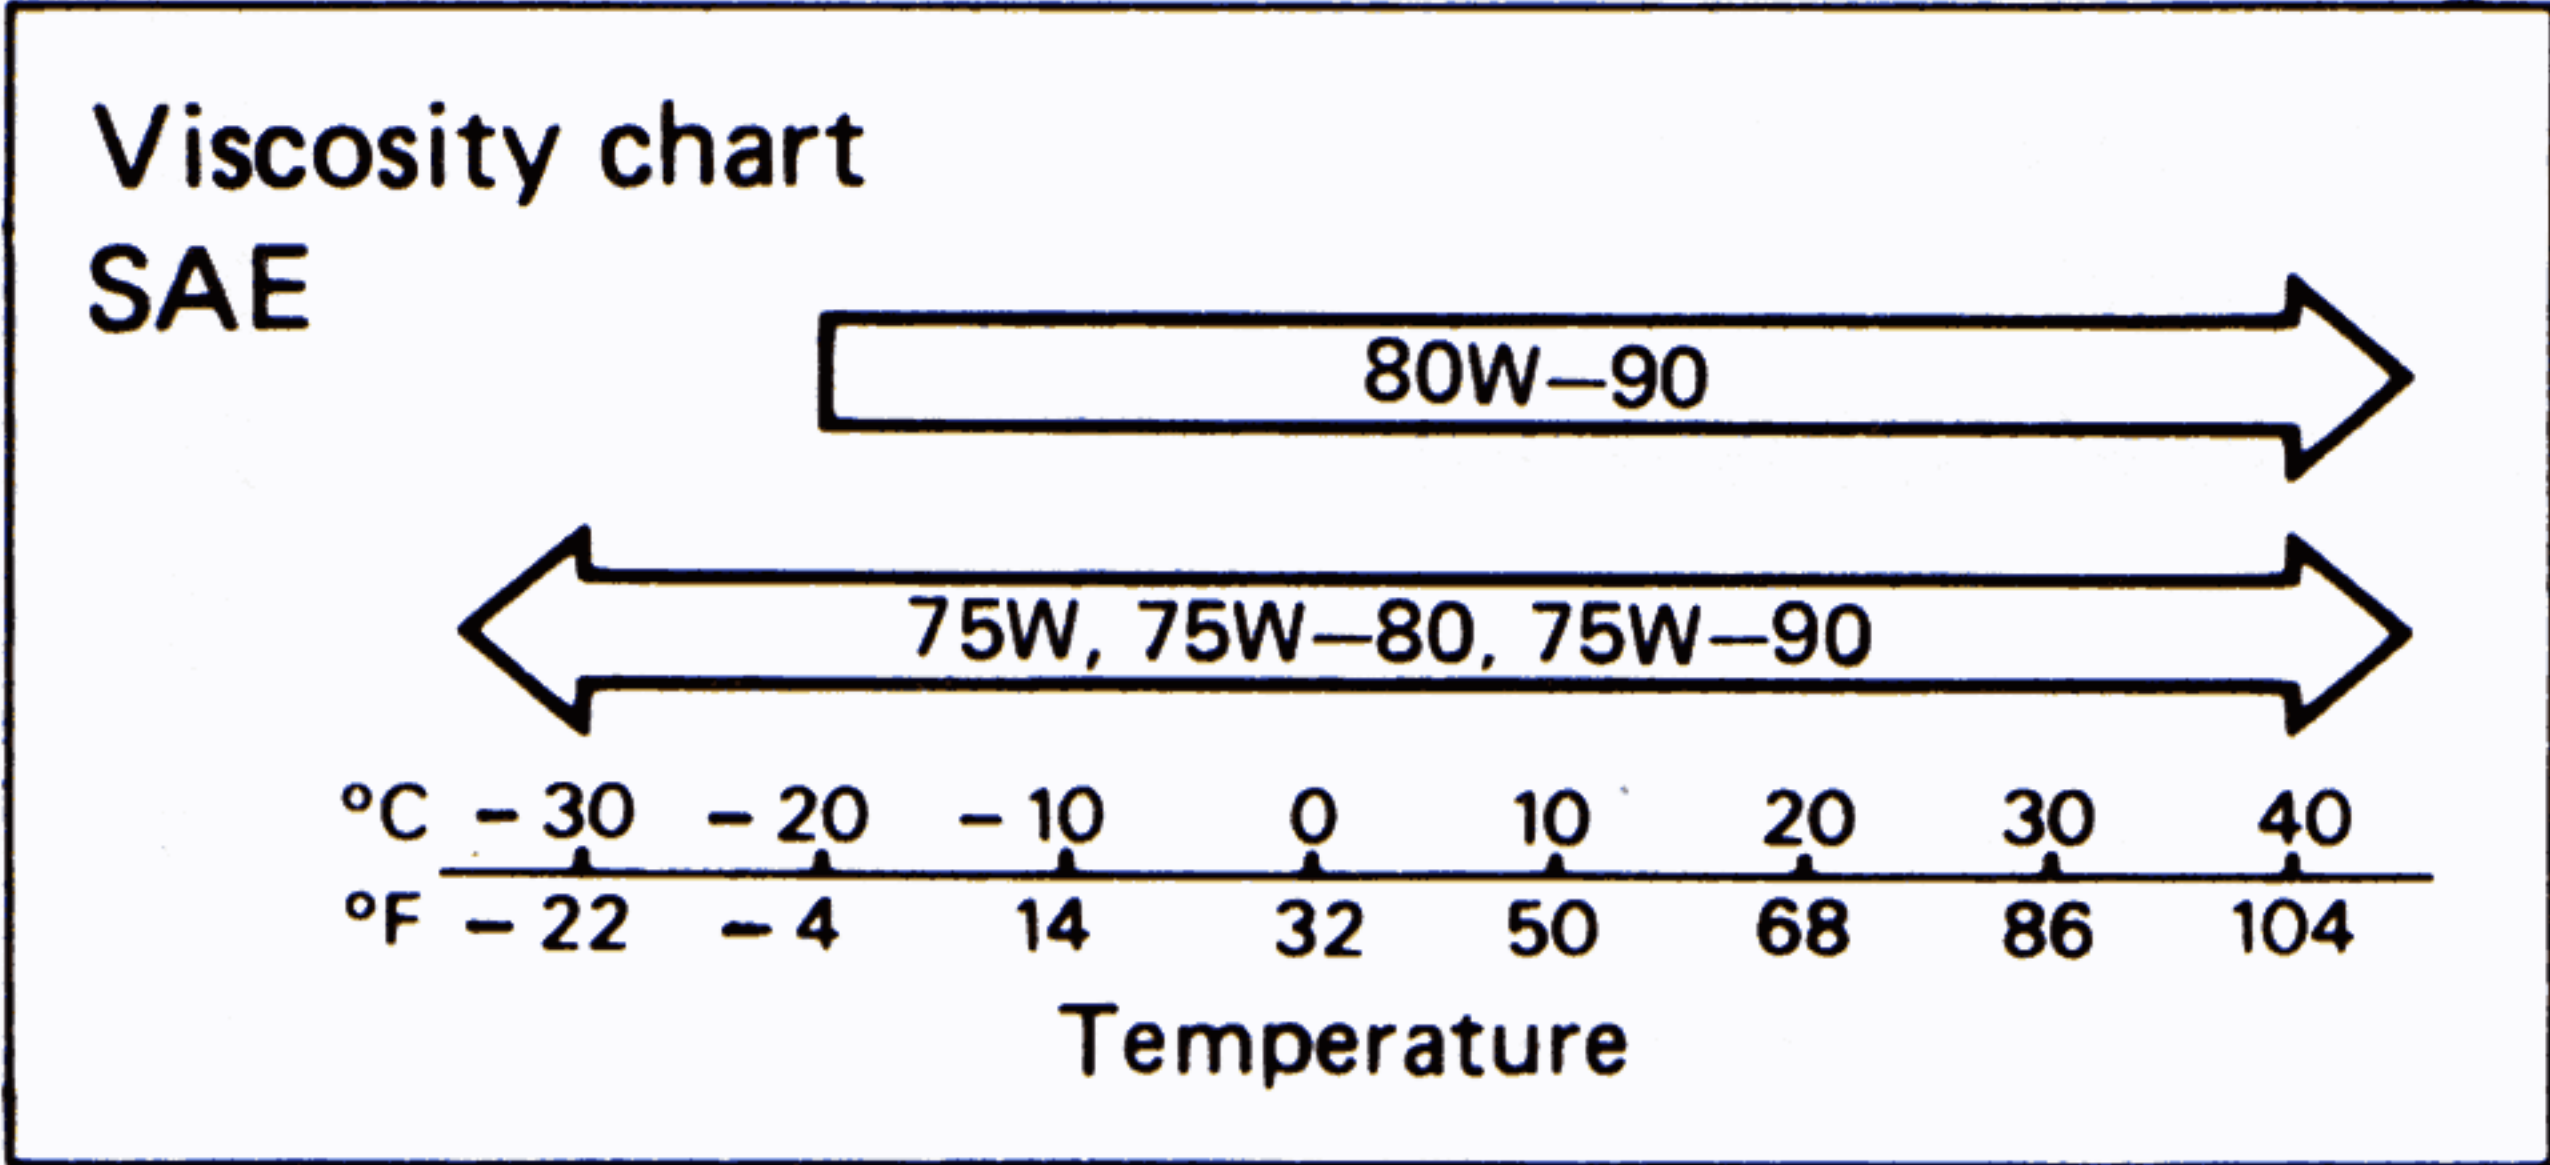 Viscosity chart
SAE
80W–90
75W, 75W–80, 75W–90
°C – 30 – 20 – 10 0 10 20 30 40
°F – 22 – 4 14 32 50 68 86 104
Temperature